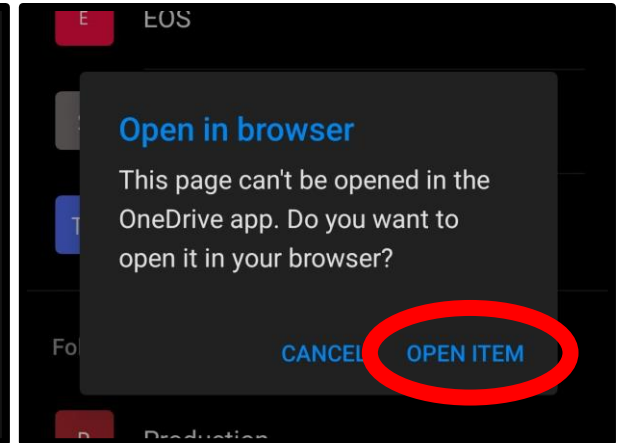 E EOS
Open in browser
This page can't be opened in the
OneDrive app. Do you want to
open it in your browser?
CANCEL OPEN ITEM
Production